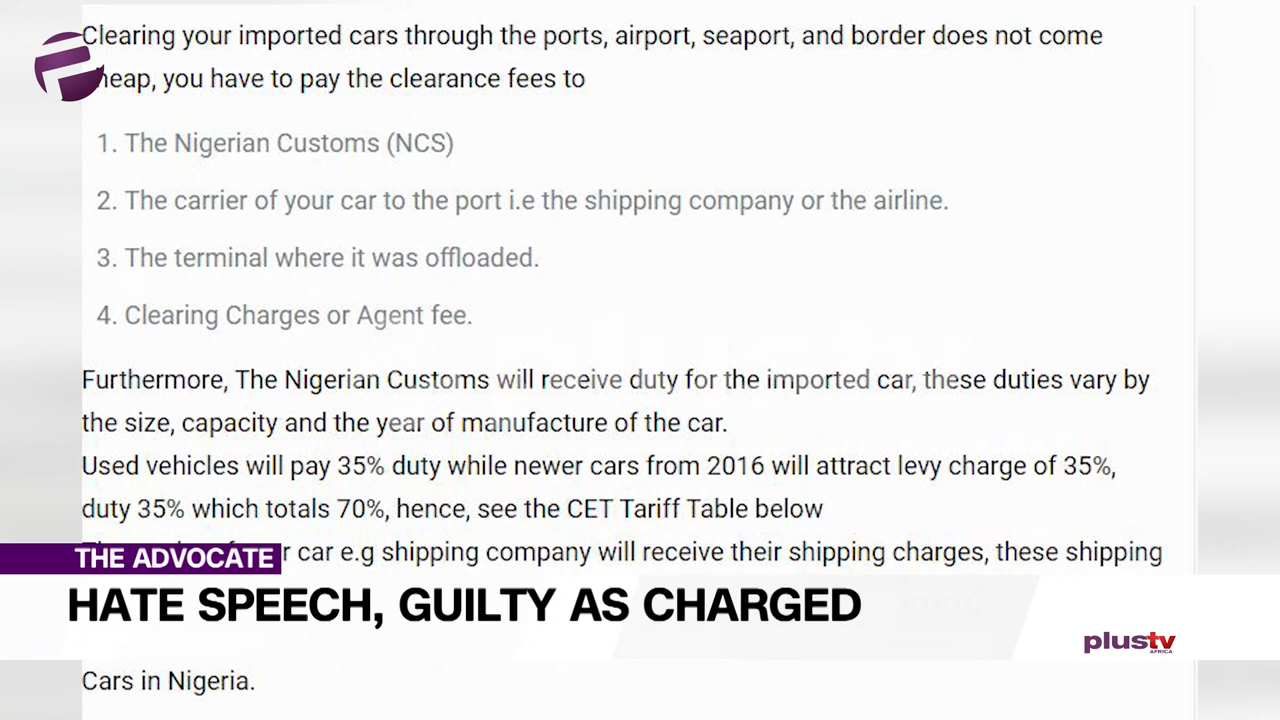 Clearing your imported cars through the ports, airport, seaport, and border does not come
heap, you have to pay the clearance fees to
1. The Nigerian Customs (NCS)
2. The carrier of your car to the port i.e the shipping company or the airline.
3. The terminal where it was offloaded.
4. Clearing Charges or Agent fee.
Furthermore, The Nigerian Customs will receive duty for the imported car, these duties vary by
the size, capacity and the year of manufacture of the car.
Used vehicles will pay 35% duty while newer cars from 2016 will attract levy charge of 35%,
duty 35% which totals 70%, hence, see the CET Tariff Table below
car e.g shipping company will receive their shipping charges, these shipping
THE ADVOCATE
HATE SPEECH, GUILTY AS CHARGED
plustv
AFRICA
Cars in Nigeria.